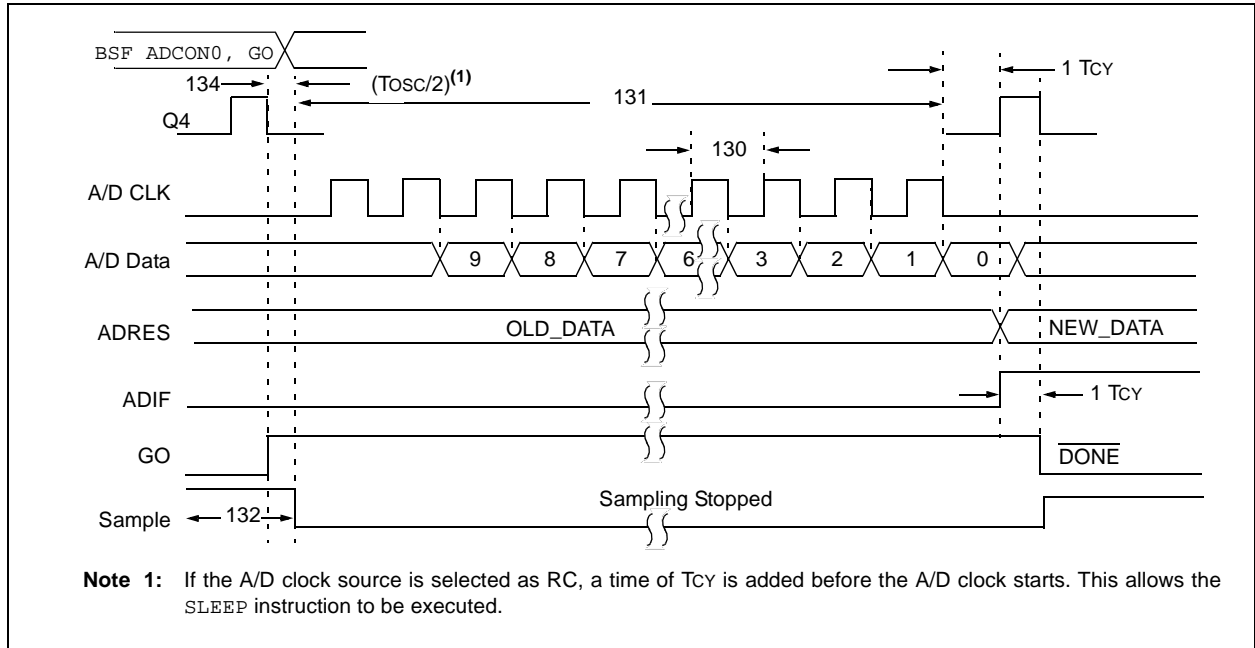 BSF ADCON0, GO
134
(TOSC/2)(1)
131
1 TCY
Q4
130
A/D CLK
A/D Data
9 8 7 6 3 2 1 0
ADRES
OLD_DATA
NEW_DATA
ADIF
1 TCY
GO
DONE
Sampling Stopped
Sample
132
Note 1: If the A/D clock source is selected as RC, a time of TCY is added before the A/D clock starts. This allows the
SLEEP instruction to be executed.